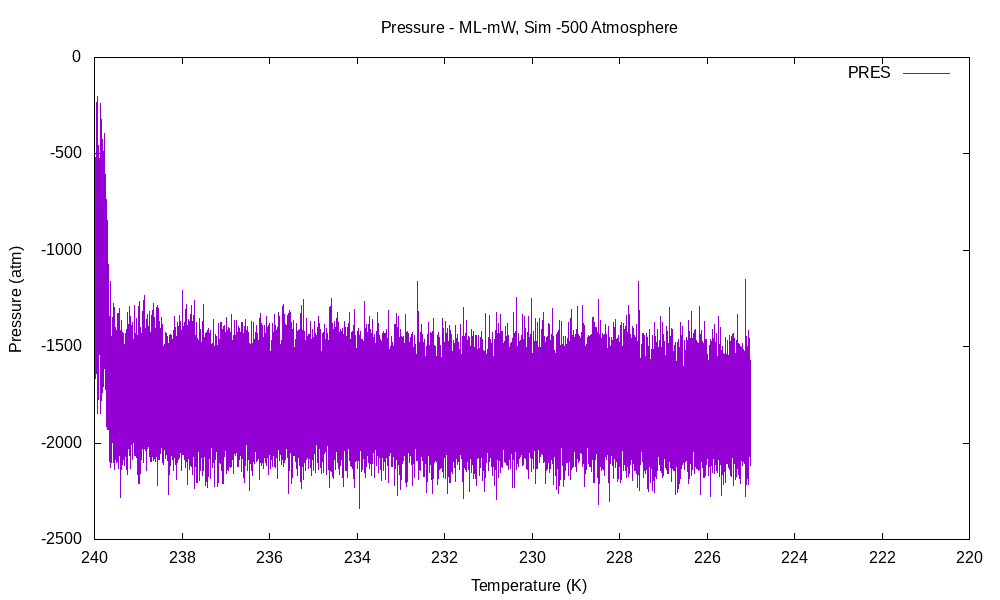 Pressure - ML-mW, Sim -500 Atmosphere
PRES
0
-500
-1000
-1500
-2000
-2500
Pressure (atm)
240 238 236 234 232 230 228 226 224 222 220
Temperature (K)